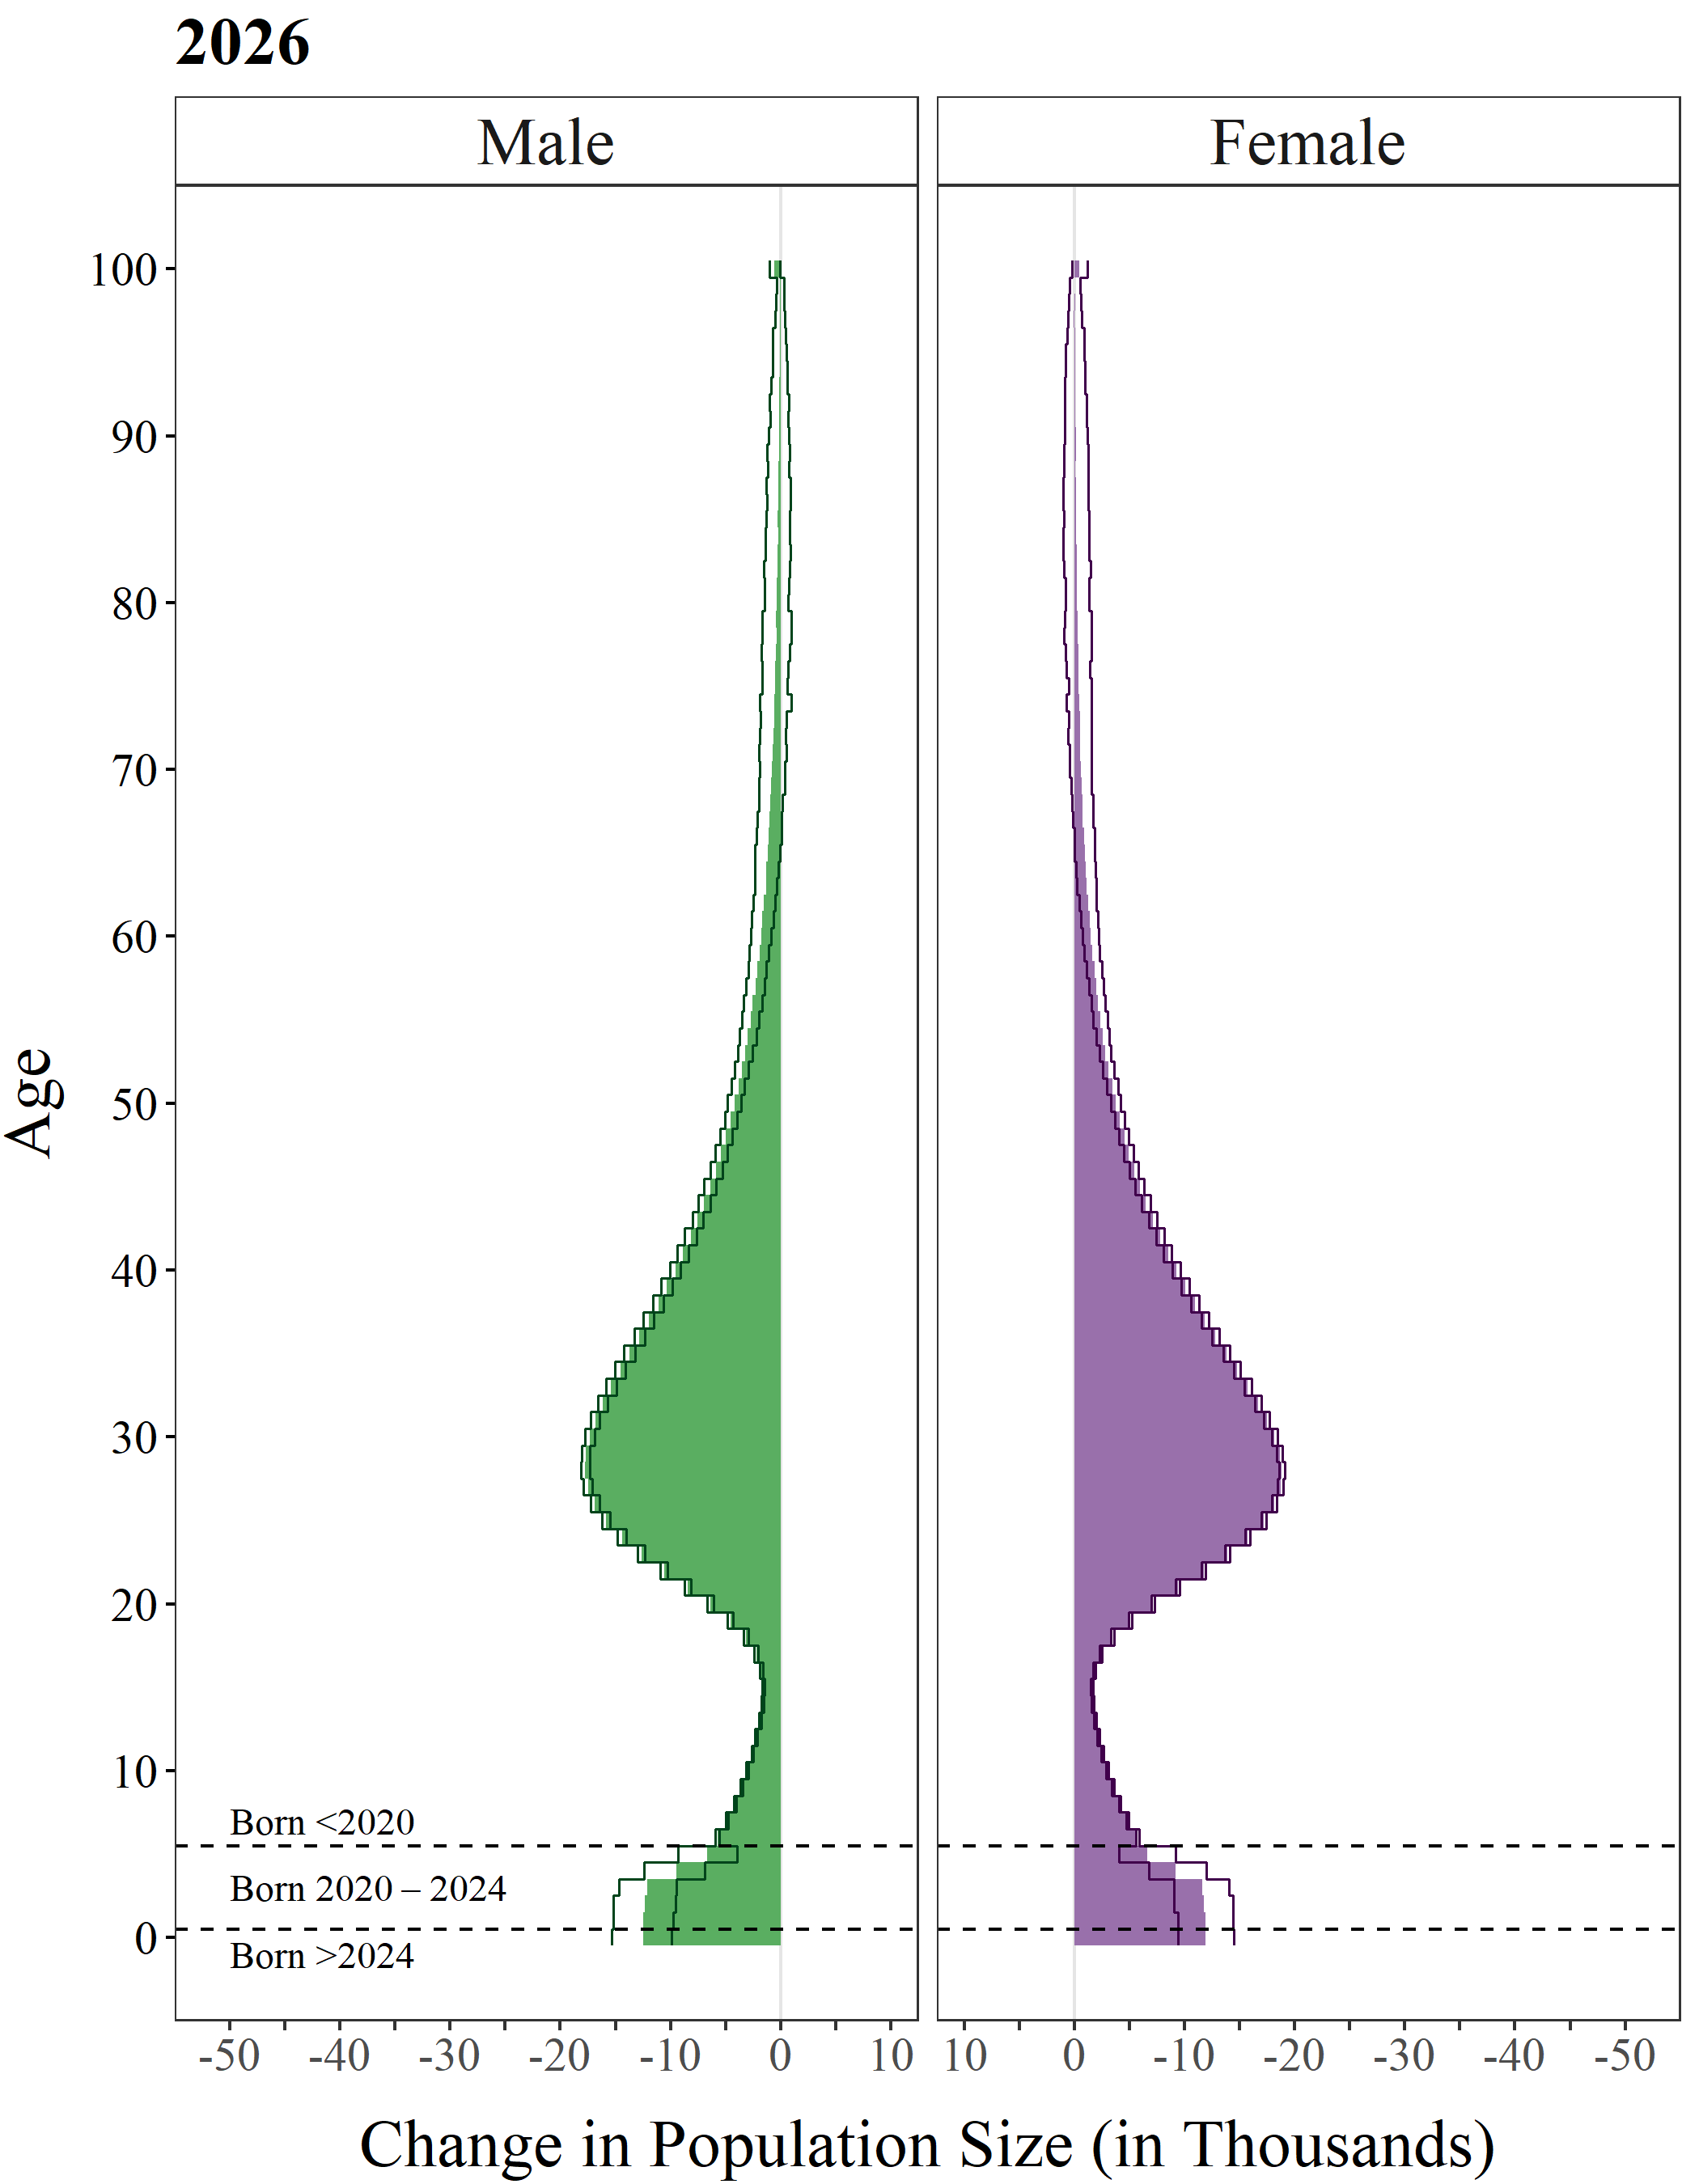 2026
Male
Female
100
90
80
70
60
50
40
30
20
10
0
Age
Born <2020
Born 2020 – 2024
Born >2024
-50 -40 -30 -20 -10 0 10
10 0 -10 -20 -30 -40 -50
Change in Population Size (in Thousands)